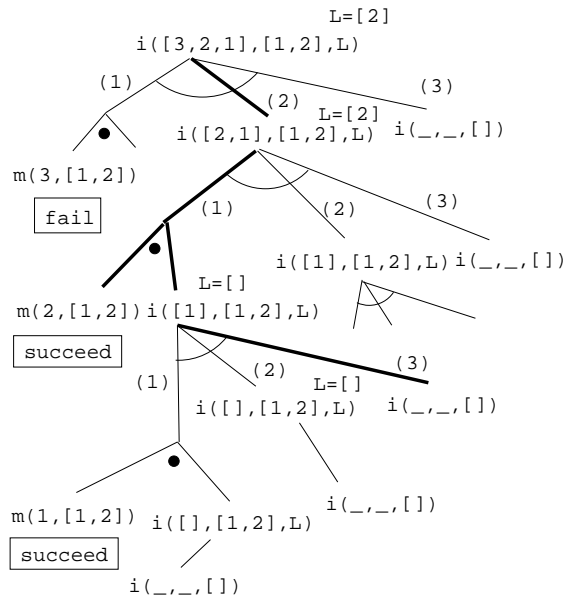 L=[2]
i([3,2,1],[1,2],L)
(1)
(2)
(3)
L=[2]
i([2,1],[1,2],L)
i(_,_,[])
m(3,[1,2])
fail
(1)
(2)
(3)
i([1],[1,2],L)
i(_,_,[])
L=[]
m(2,[1,2])
i([1],[1,2],L)
succeed
(1)
(2)
(3)
L=[]
i([],[1,2],L)
i(_,_,[])
i(_,_,[])
m(1,[1,2])
i([],[1,2],L)
succeed
i(_,_,[])